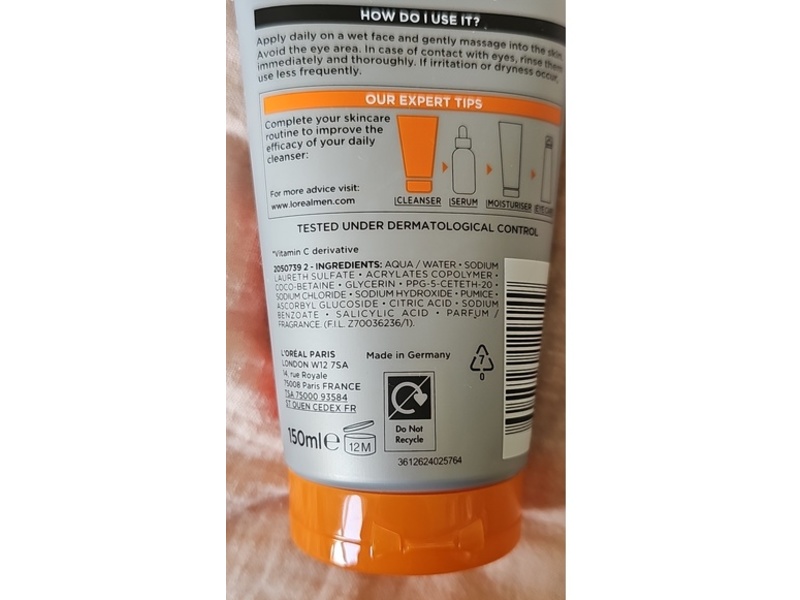 HOW DO I USE IT?
Apply daily on a wet face and gently massage into the skin.
Avoid the eye area. In case of contact with eyes, rinse them
immediately and thoroughly. If irritation or dryness occur,
use less frequently.
OUR EXPERT TIPS
Complete your skincare
routine to improve the
efficacy of your daily
cleanser:
For more advice visit:
www.lorealmen.com
CLEANSER SERUM MOISTURISER
TESTED UNDER DERMATOLOGICAL CONTROL
*Vitamin C derivative
2050739 2 - INGREDIENTS: AQUA / WATER • SODIUM
LAURETH SULFATE • ACRYLATES COPOLYMER •
COCO-BETAINE • GLYCERIN • PPG-5-CETETH-20 •
SODIUM CHLORIDE • SODIUM HYDROXIDE • PUMICE •
ASCORBYL GLUCOSIDE • CITRIC ACID • SODIUM
BENZOATE • SALICYLIC ACID • PARFUM /
FRAGRANCE. (F.I.L. Z70036236/1).
L'ORÉAL PARIS
LONDON W12 7SA
14, rue Royale
75008 Paris FRANCE
TSA 75000 93584
ST OUEN CEDEX FR
Made in Germany
7
0
Do Not
Recycle
150ml e 12M
3612624025764